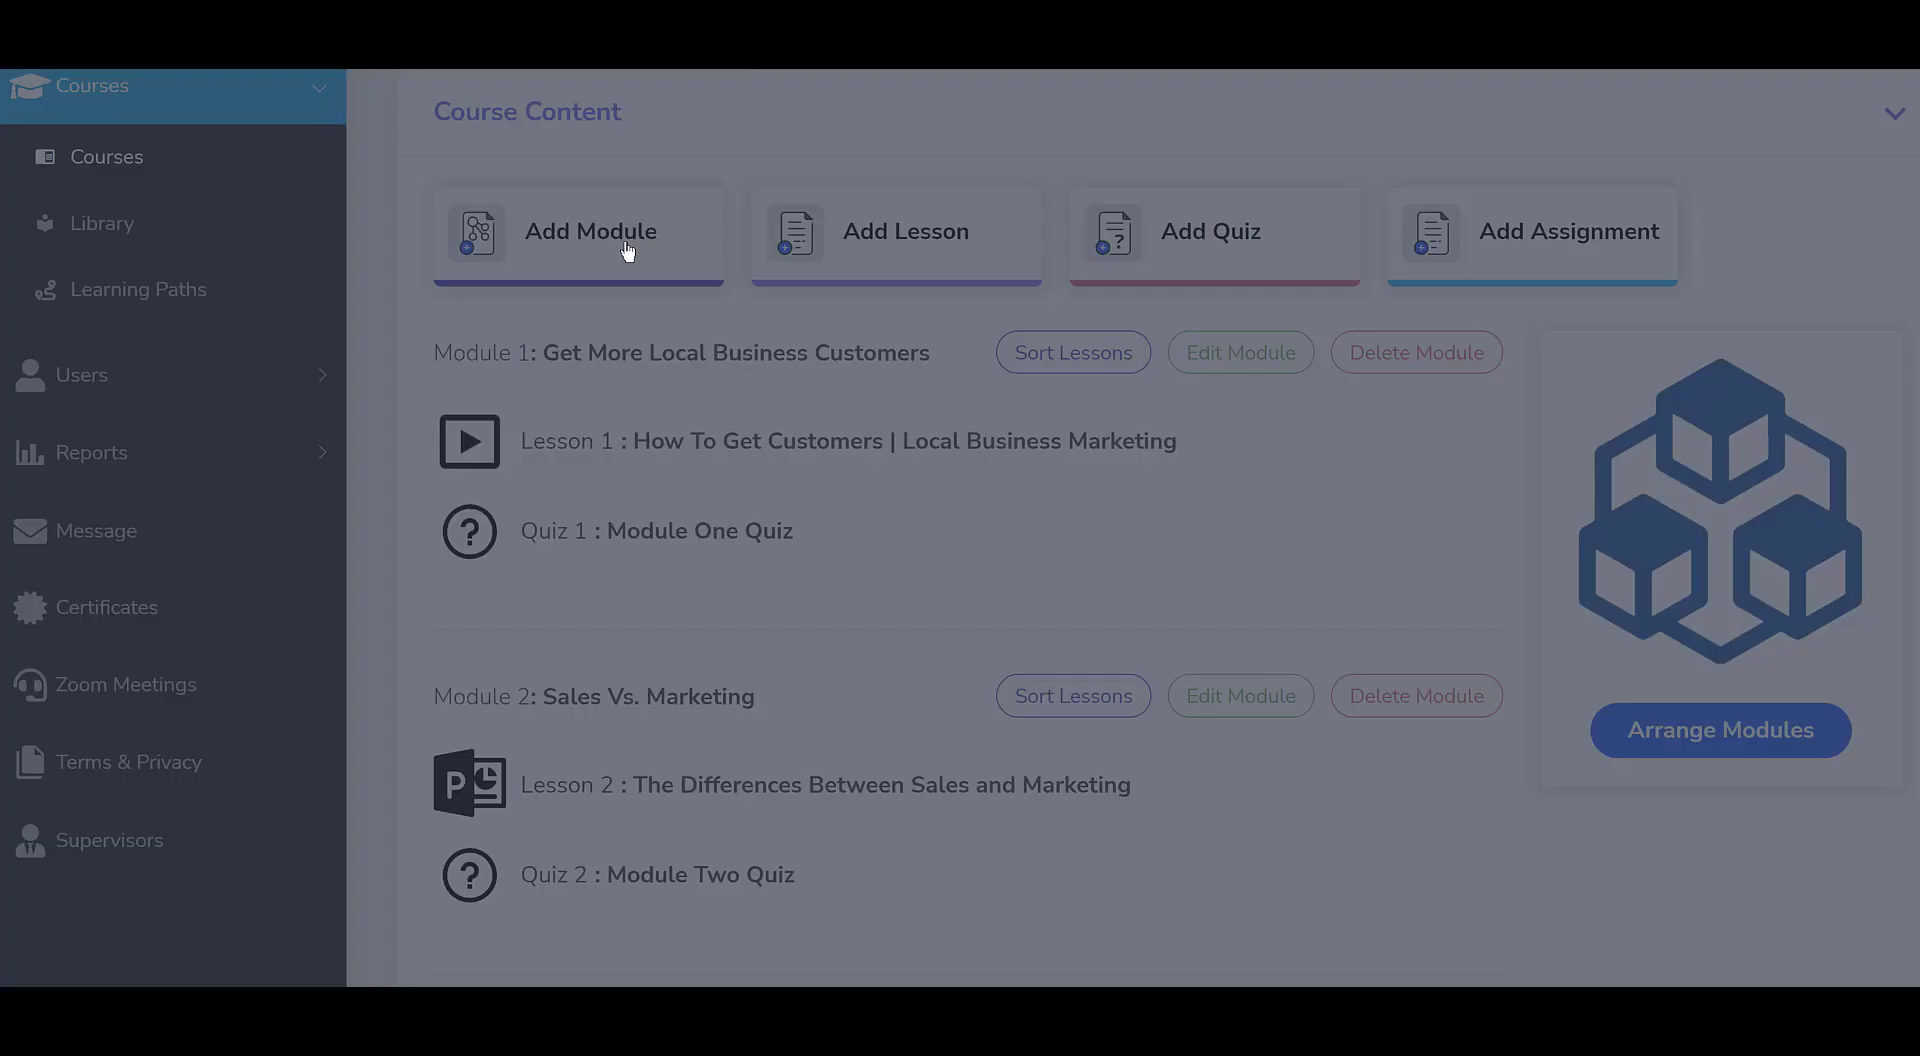 Courses
Courses
Library
Learning Paths
Users
Reports
Message
Certificates
Zoom Meetings
Terms & Privacy
Supervisors
Course Content
Add Module
Add Lesson
Add Quiz
Add Assignment
Module 1: Get More Local Business Customers
Sort Lessons
Edit Module
Delete Module
Lesson 1 : How To Get Customers | Local Business Marketing
Quiz 1 : Module One Quiz
Module 2: Sales Vs. Marketing
Sort Lessons
Edit Module
Delete Module
Lesson 2 : The Differences Between Sales and Marketing
Quiz 2 : Module Two Quiz
Arrange Modules